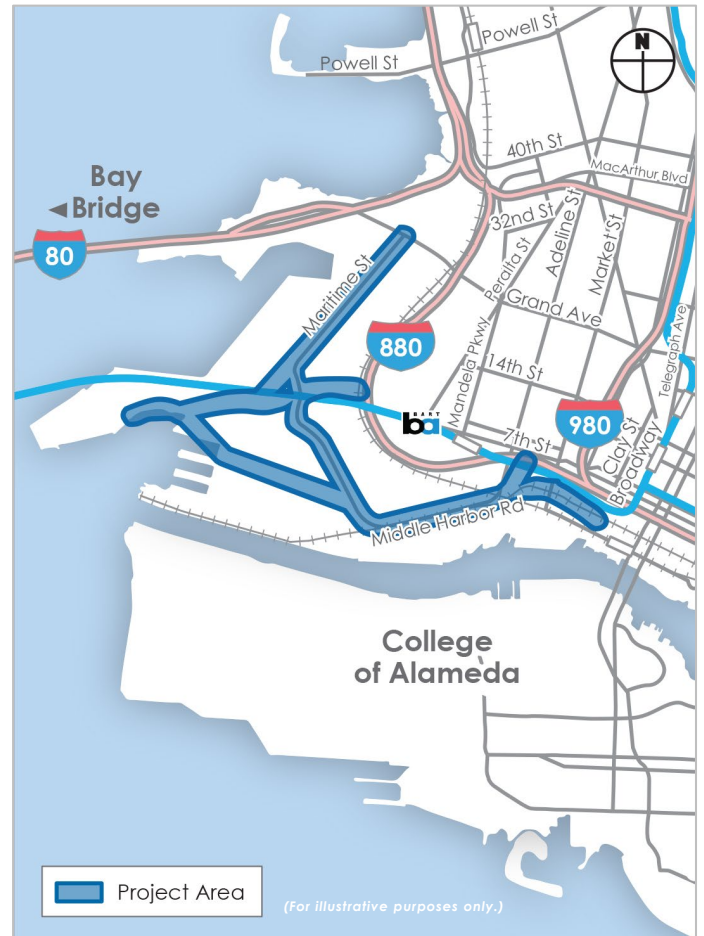 Powell St
Powell St
N
40th St
MacArthur Blvd
Bay
Bridge
80
32nd St
Adeline St
Market St
Peralta St
Maritime St
Grand Ave
880
Telegraph Ave
Mandela Pkwy
14th St
BART
ba
980
7th St
Clay St
Broadway
Middle Harbor Rd
College
of Alameda
Project Area
(For illustrative purposes only.)